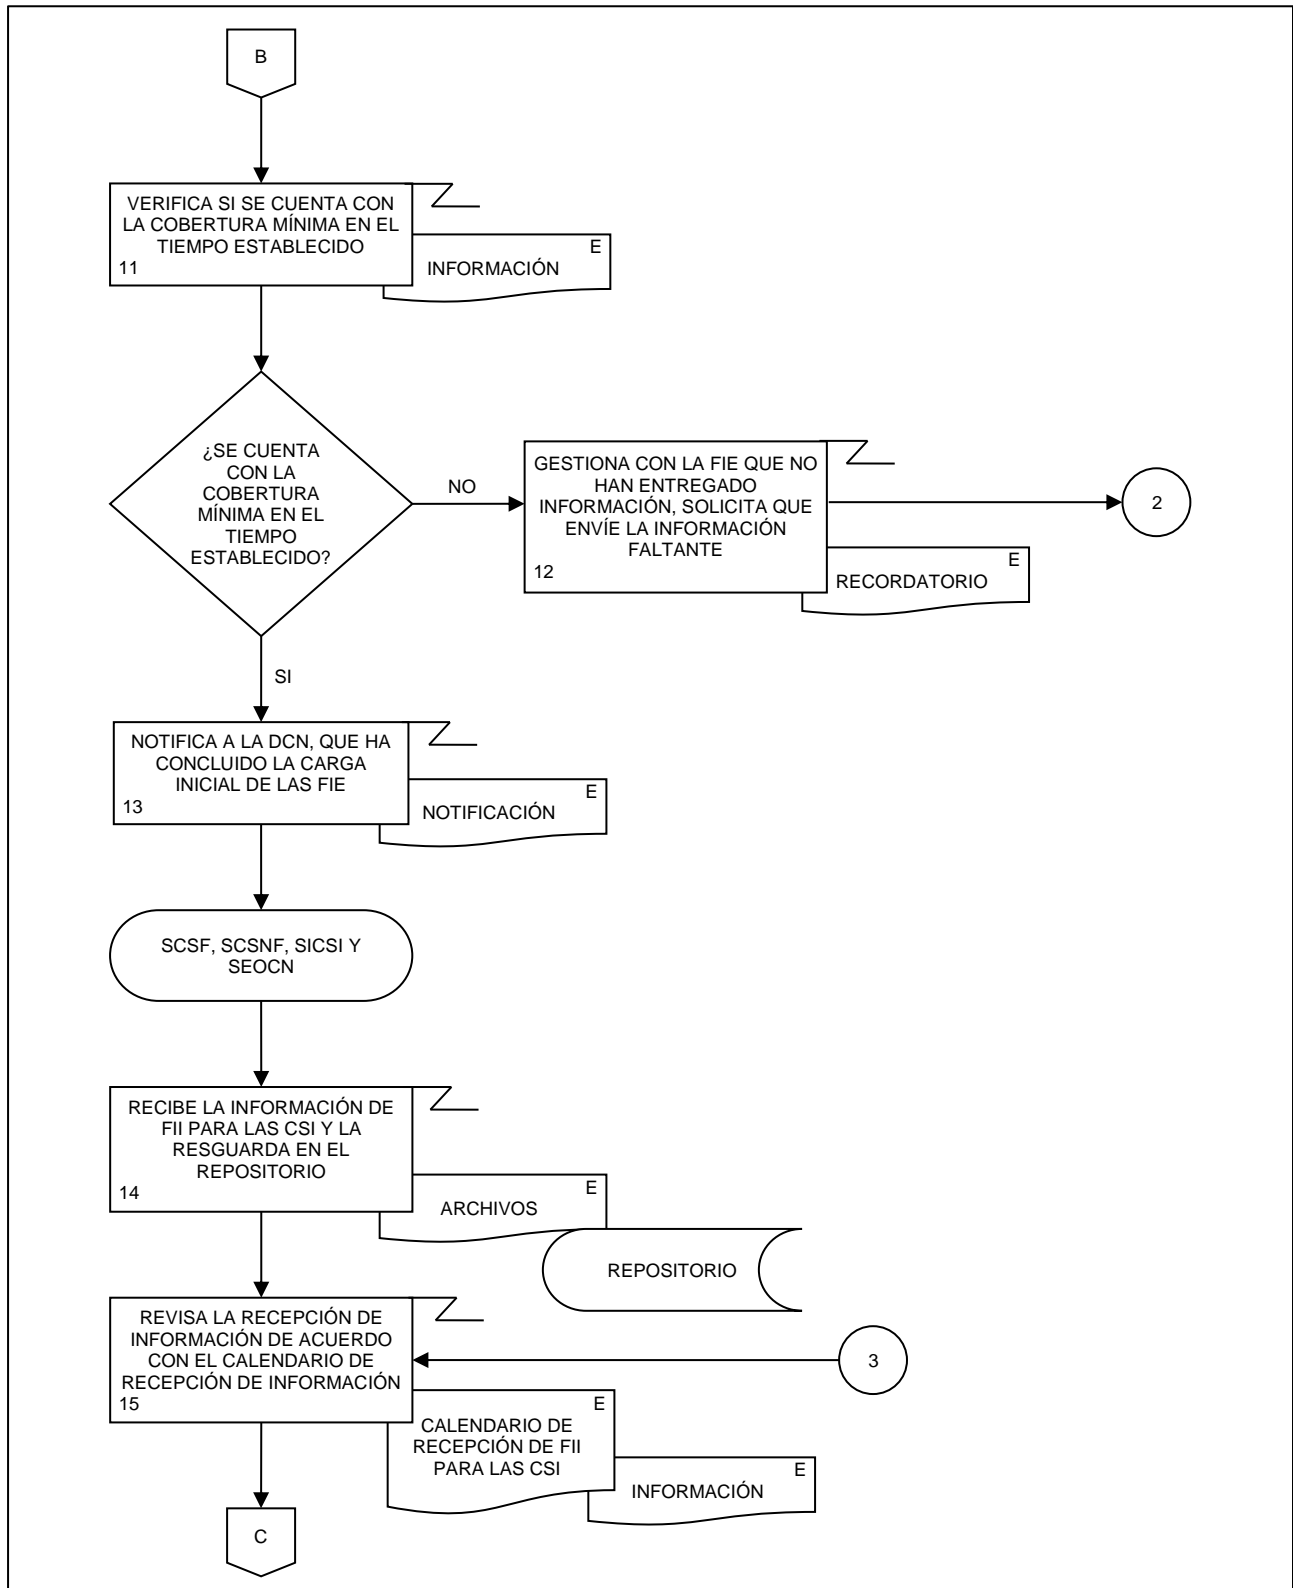 B
VERIFICA SI SE CUENTA CON
LA COBERTURA MÍNIMA EN EL
TIEMPO ESTABLECIDO
11
E
INFORMACIÓN
¿SE CUENTA
CON LA
COBERTURA
MÍNIMA EN EL
TIEMPO
ESTABLECIDO?
NO
GESTIONA CON LA FIE QUE NO
HAN ENTREGADO
INFORMACIÓN, SOLICITA QUE
ENVÍE LA INFORMACIÓN
FALTANTE
12
2
E
RECORDATORIO
SI
NOTIFICA A LA DCN, QUE HA
CONCLUIDO LA CARGA
INICIAL DE LAS FIE
13
E
NOTIFICACIÓN
SCSF, SCSNF, SICSI Y
SEOCN
RECIBE LA INFORMACIÓN DE
FII PARA LAS CSI Y LA
RESGUARDA EN EL
REPOSITORIO
14
E
ARCHIVOS
REPOSITORIO
REVISA LA RECEPCIÓN DE
INFORMACIÓN DE ACUERDO
CON EL CALENDARIO DE
RECEPCIÓN DE INFORMACIÓN
15
3
E
CALENDARIO DE
RECEPCIÓN DE FII
PARA LAS CSI
E
INFORMACIÓN
C